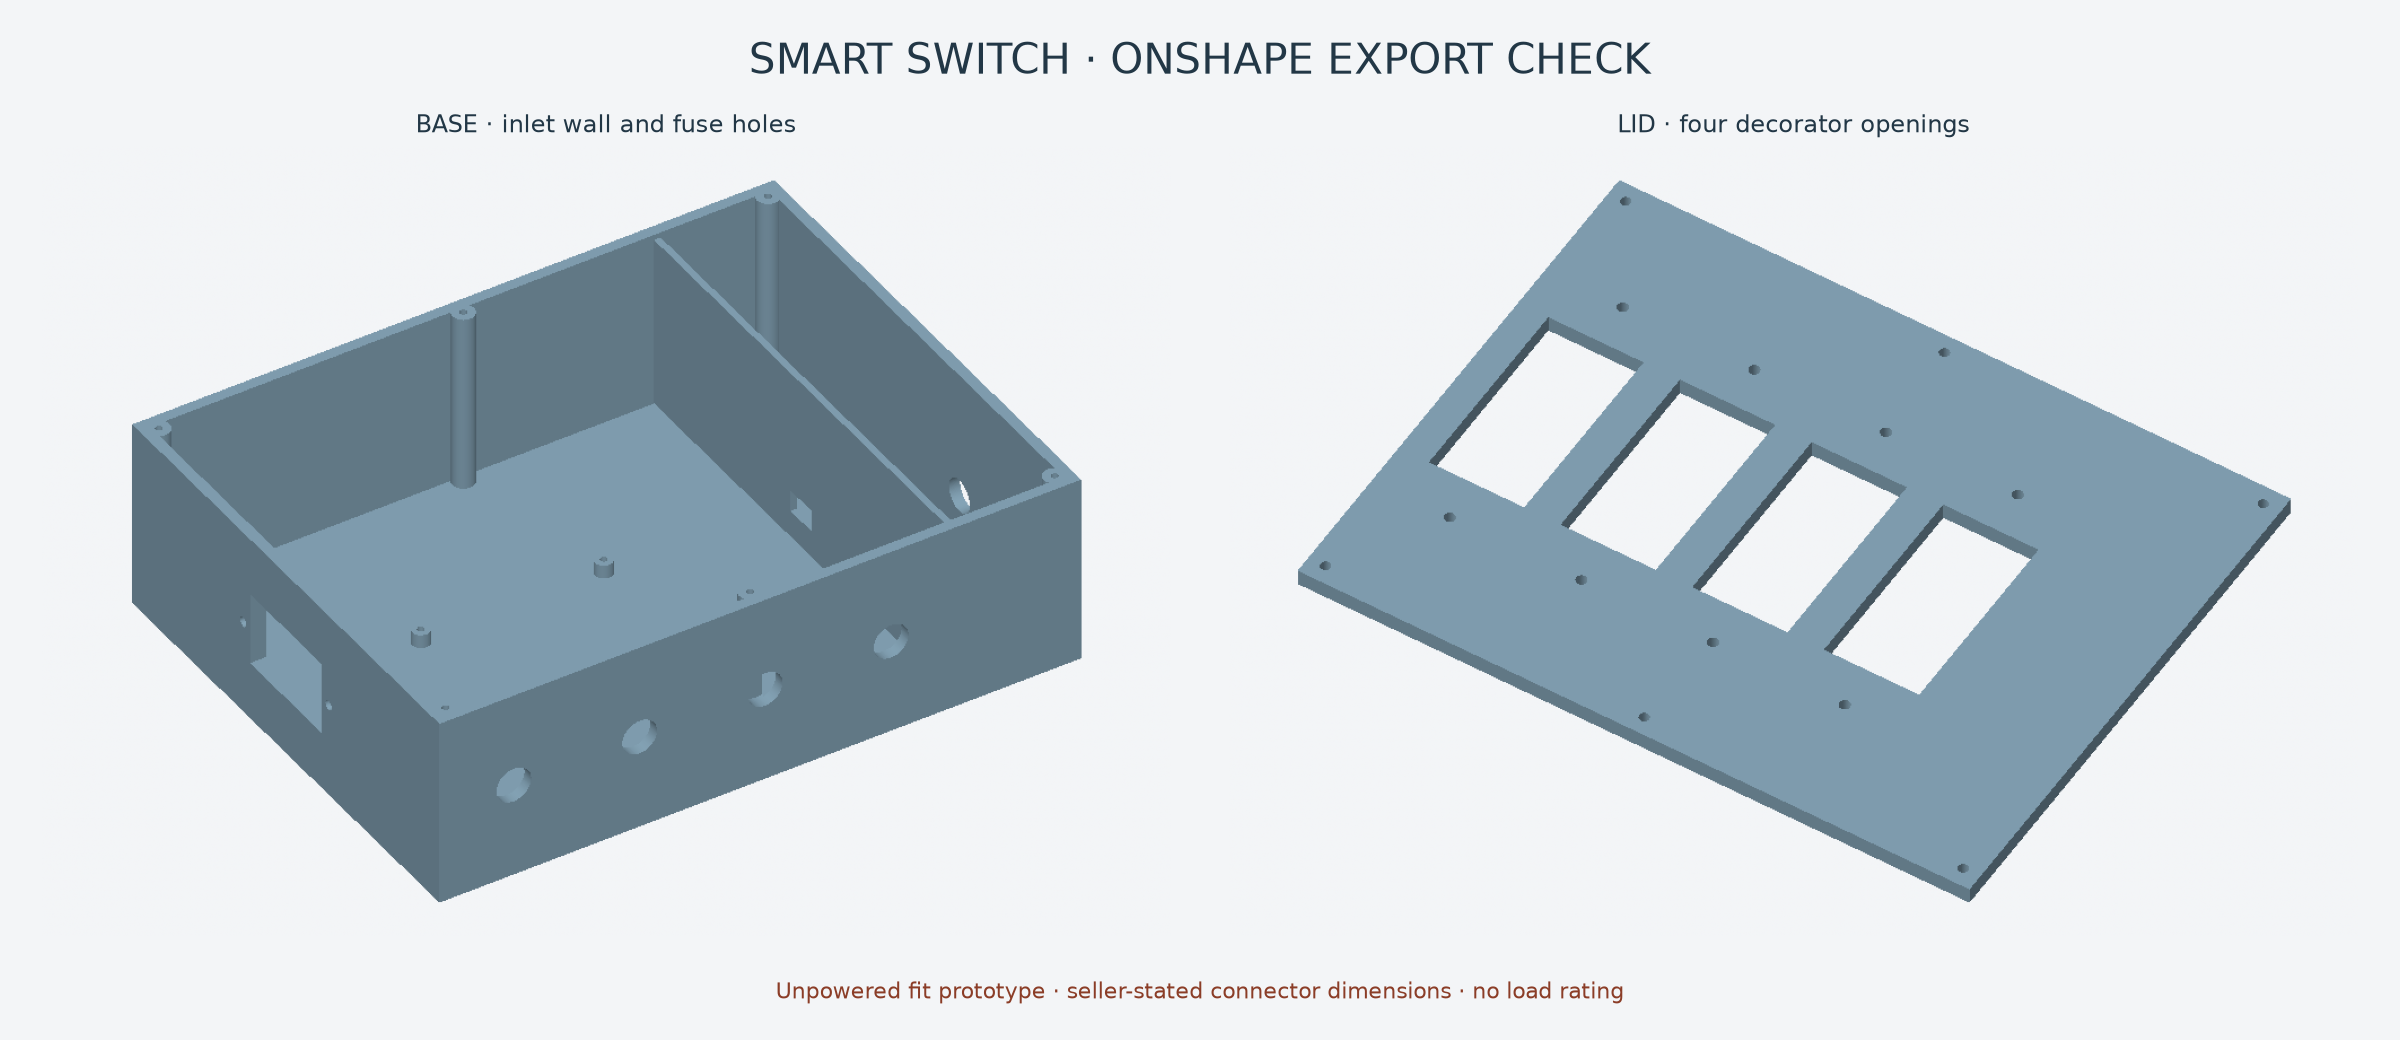 SMART SWITCH · ONSHAPE EXPORT CHECK
BASE · inlet wall and fuse holes
LID · four decorator openings
Unpowered fit prototype · seller-stated connector dimensions · no load rating